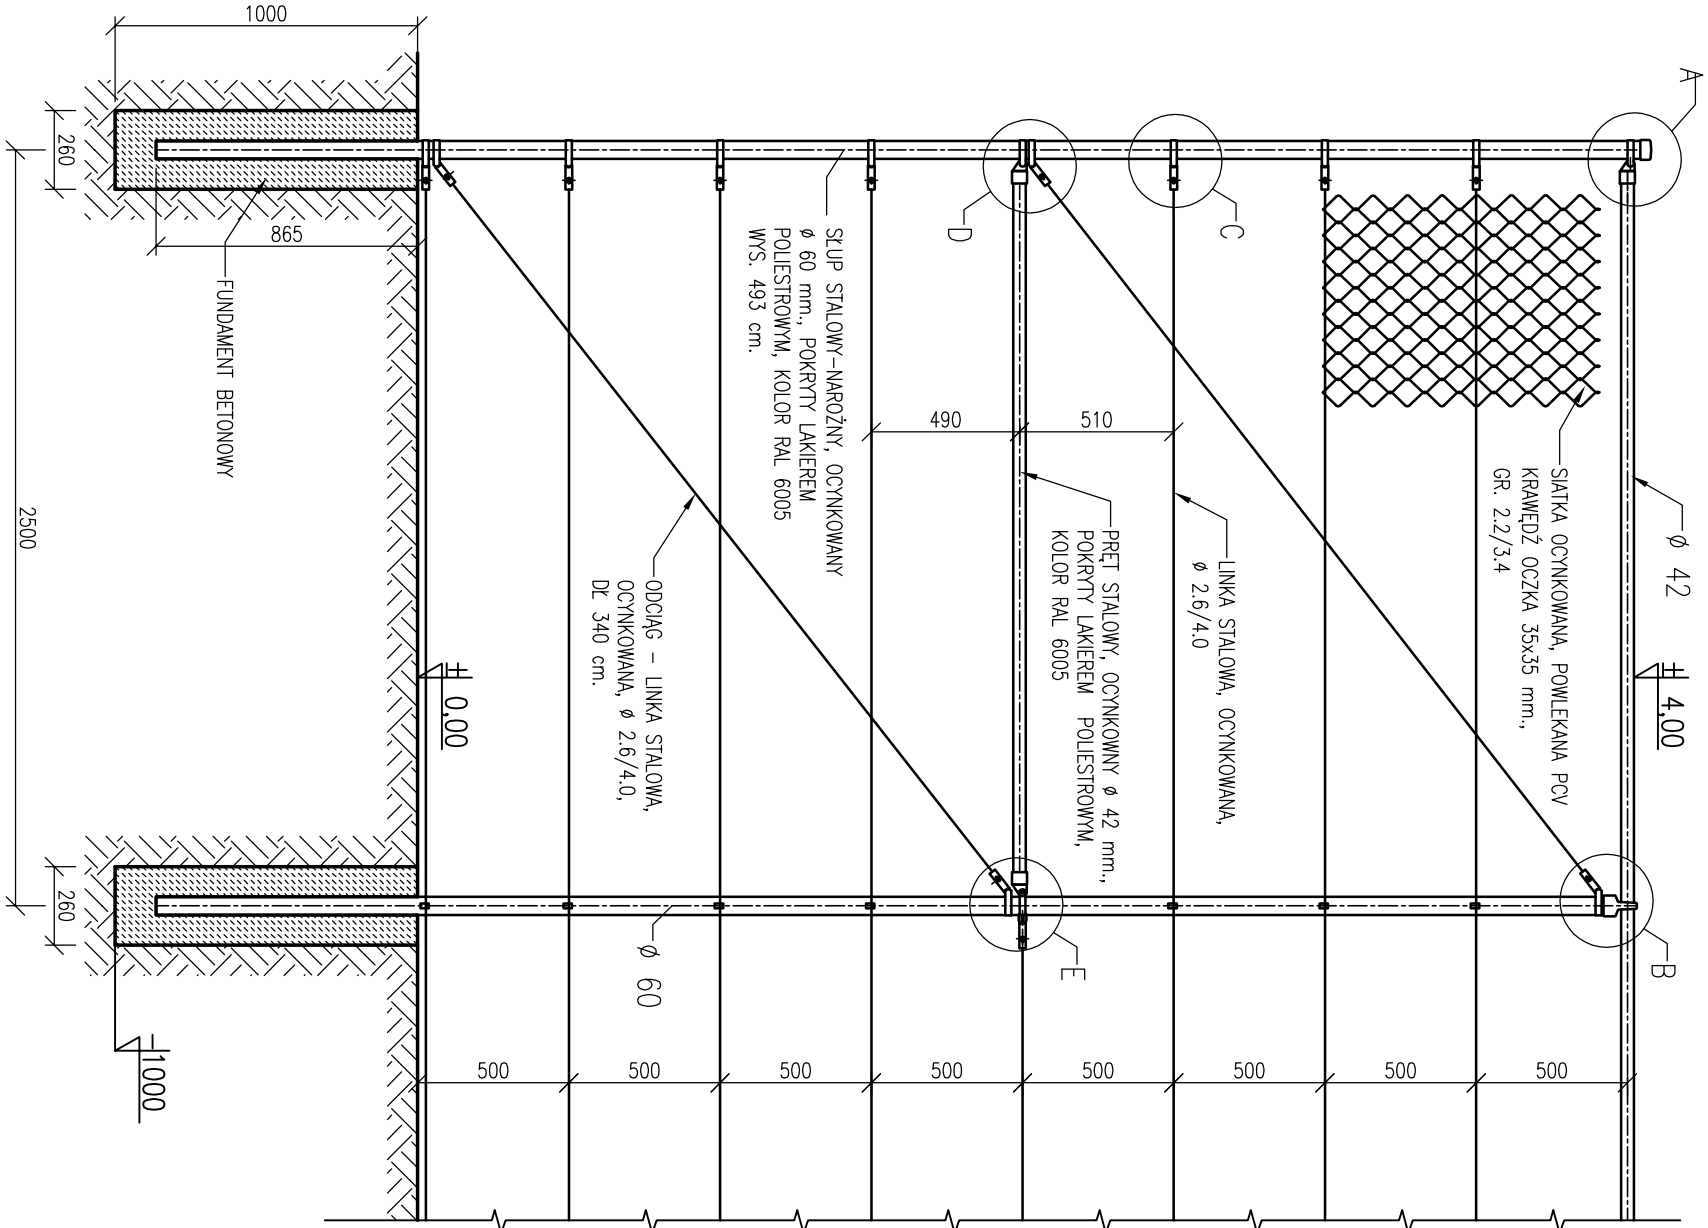 A
Ø 42
± 4,00
SIATKA OCYNKOWANA, POWLEKANA PCV
KRAWĘDŹ OCZKA 35x35 mm.,
GR. 2.2/3.4
B
C
LINKA STALOWA, OCYNKOWANA,
Ø 2.6/4.0
510
490
PRĘT STALOWY, OCYNKOWNY Ø 42 mm.,
POKRYTY LAKIEREM POLIESTROWYM,
KOLOR RAL 6005
D
E
SŁUP STALOWY-NAROŻNY, OCYNKOWANY
Ø 60 mm., POKRYTY LAKIEREM
POLIESTROWYM, KOLOR RAL 6005
WYS. 493 cm.
ODCIĄG - LINKA STALOWA,
OCYNKOWANA, Ø 2.6/4.0,
DŁ 340 cm.
Ø 60
± 0,00
500
500
500
500
500
500
500
500
865
1000
FUNDAMENT BETONOWY
-1000
260
260
2500